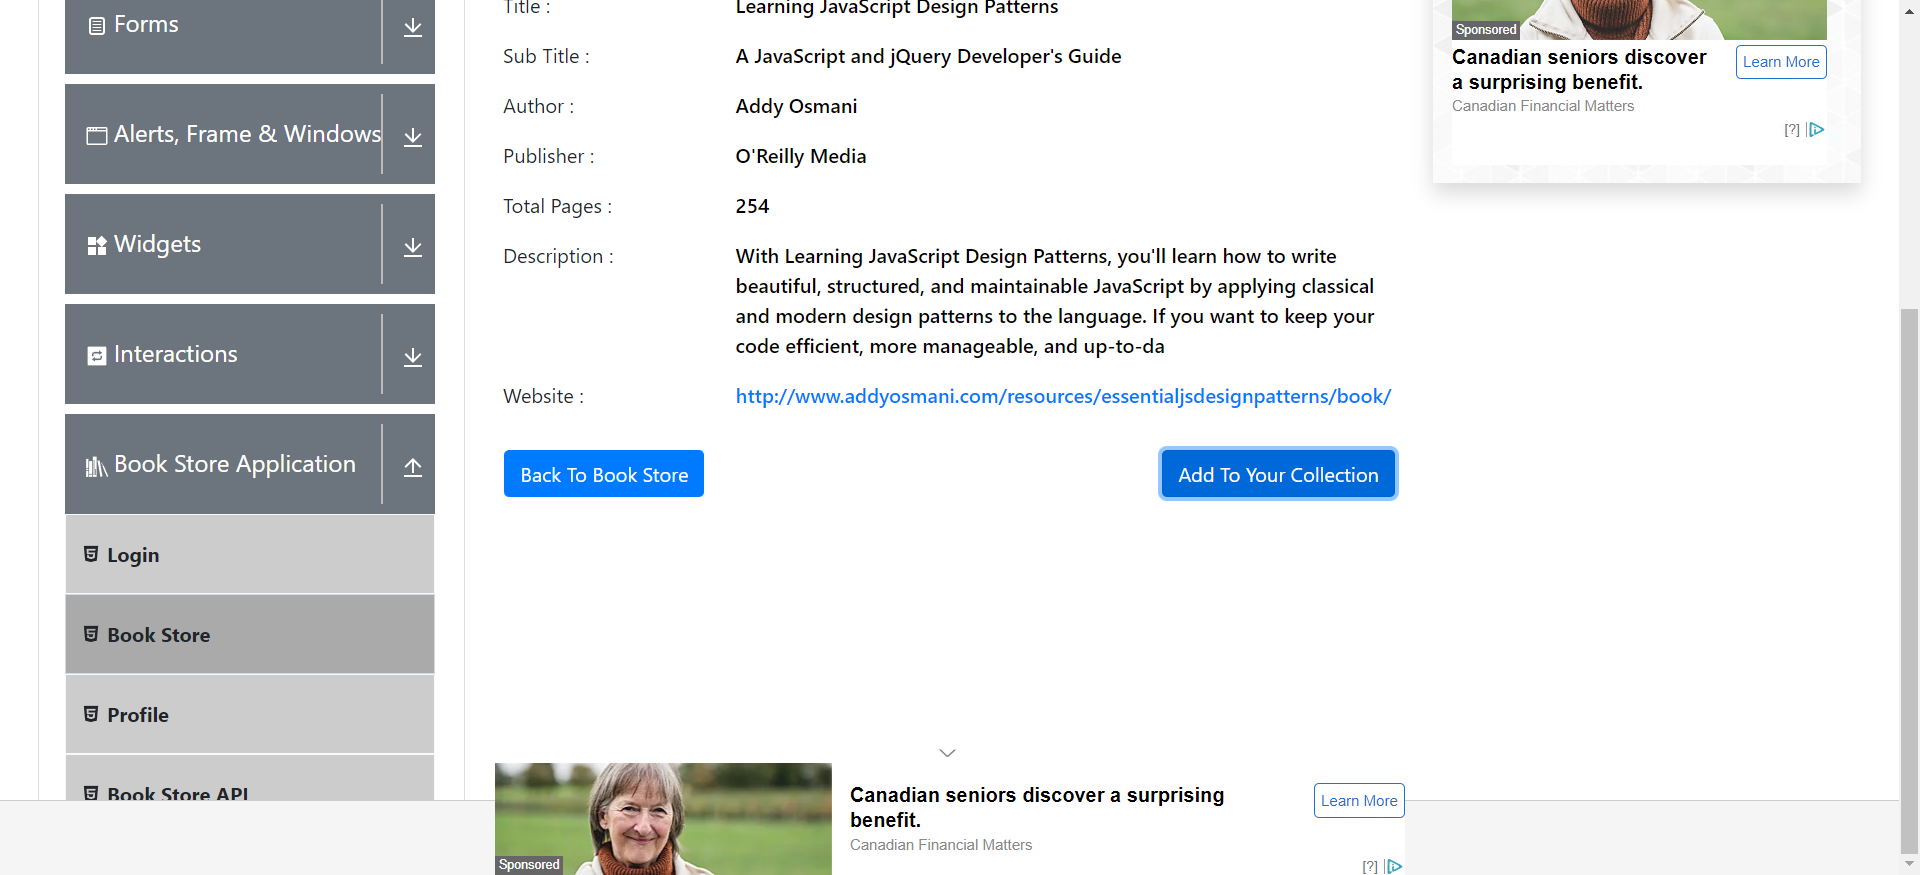 Forms
Alerts, Frame & Windows
Widgets
Interactions
Book Store Application
Login
Book Store
Profile
Book Store API
Title :
Learning JavaScript Design Patterns
Sub Title :
A JavaScript and jQuery Developer's Guide
Author :
Addy Osmani
Publisher :
O'Reilly Media
Total Pages :
254
Description :
With Learning JavaScript Design Patterns, you'll learn how to write
beautiful, structured, and maintainable JavaScript by applying classical
and modern design patterns to the language. If you want to keep your
code efficient, more manageable, and up-to-da
Website :
http://www.addyosmani.com/resources/essentialjsdesignpatterns/book/
Back To Book Store
Add To Your Collection
Sponsored
Canadian seniors discover
a surprising benefit.
Learn More
Canadian Financial Matters
[?]
Sponsored
Canadian seniors discover a surprising
benefit.
Canadian Financial Matters
Learn More
[?]